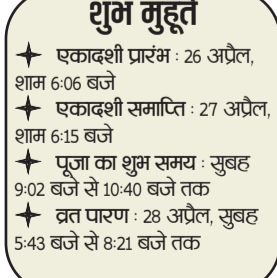 शुभ मुहूर्त
एकादशी प्रारंभ : 26 अप्रैल,
शाम 6:06 बजे
एकादशी समाप्ति : 27 अप्रैल,
शाम 6:15 बजे
पूजा का शुभ समय : सुबह
9:02 बजे से 10:40 बजे तक
व्रत पारण : 28 अप्रैल, सुबह
5:43 बजे से 8:21 बजे तक